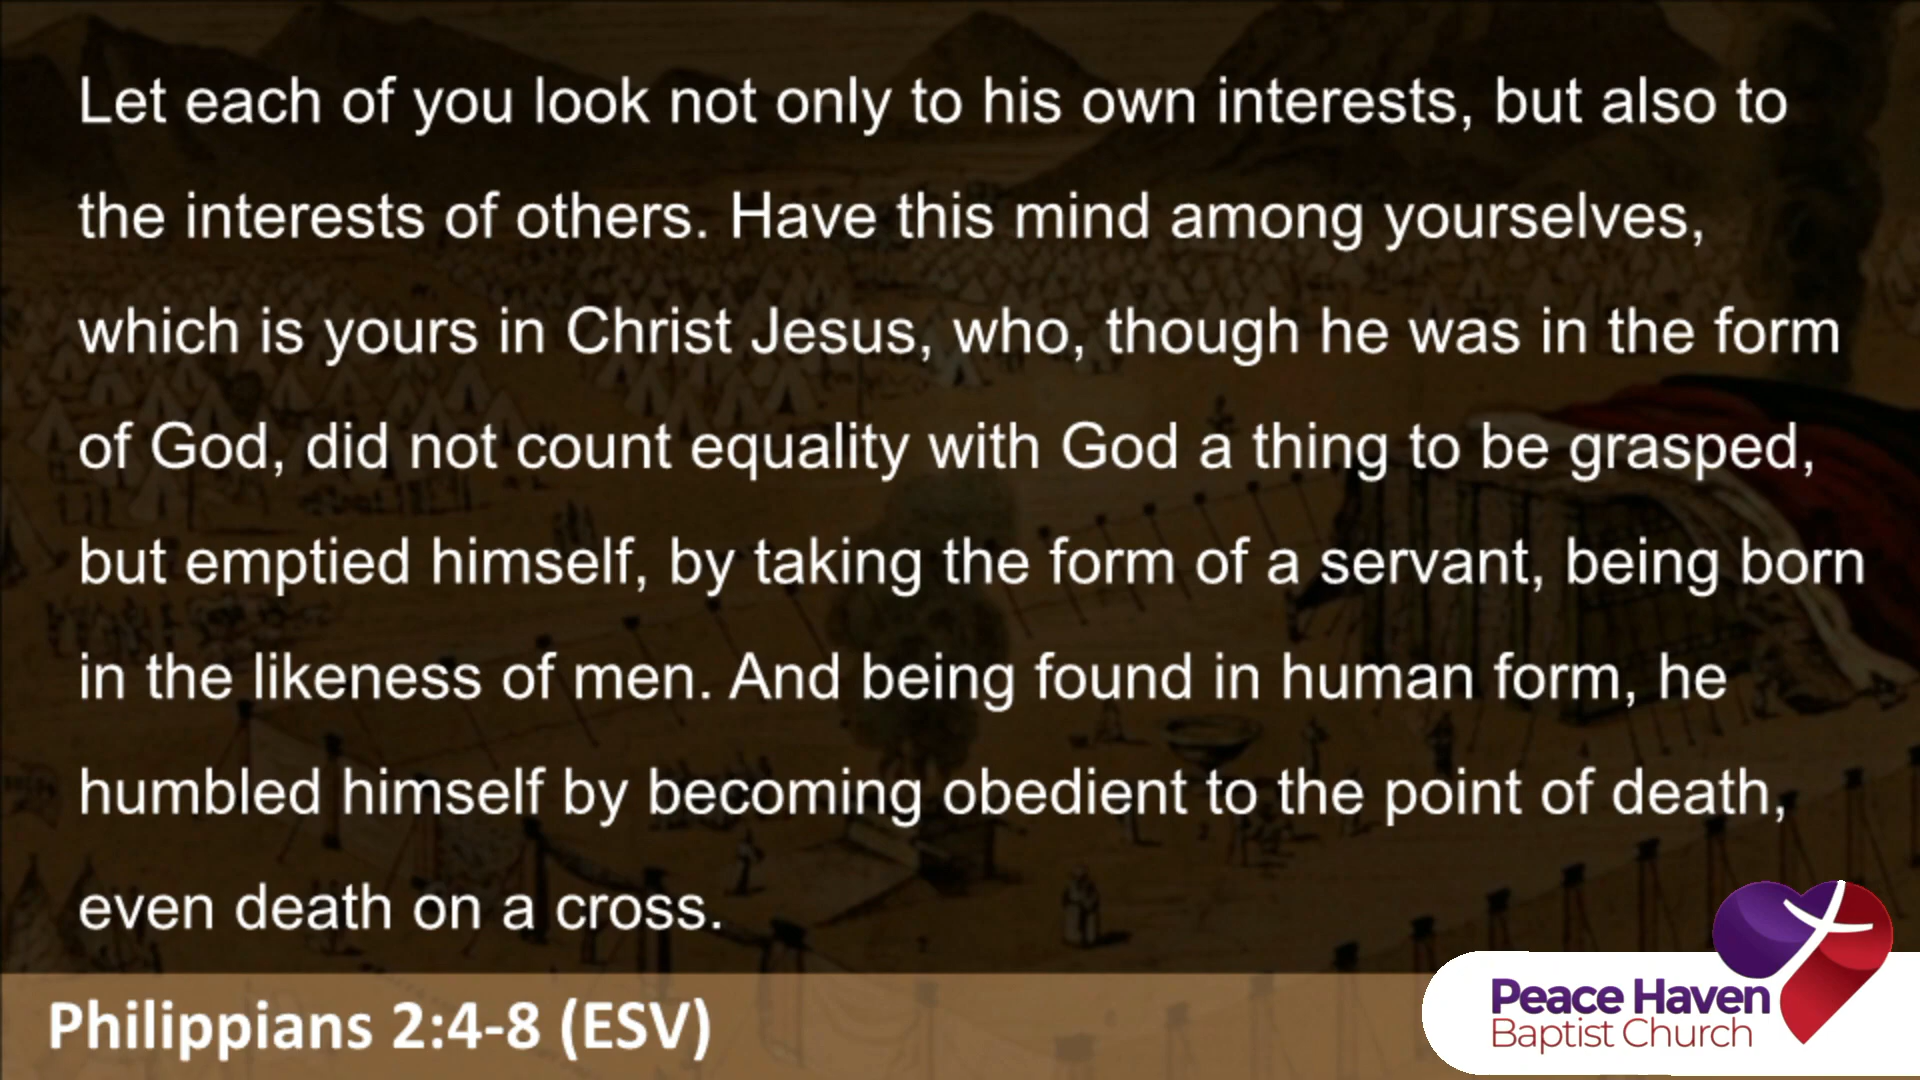 Let each of you look not only to his own interests, but also to
the interests of others. Have this mind among yourselves,
which is yours in Christ Jesus, who, though he was in the form
of God, did not count equality with God a thing to be grasped,
but emptied himself, by taking the form of a servant, being born
in the likeness of men. And being found in human form, he
humbled himself by becoming obedient to the point of death,
even death on a cross.
Philippians 2:4-8 (ESV)
Peace Haven
Baptist Church